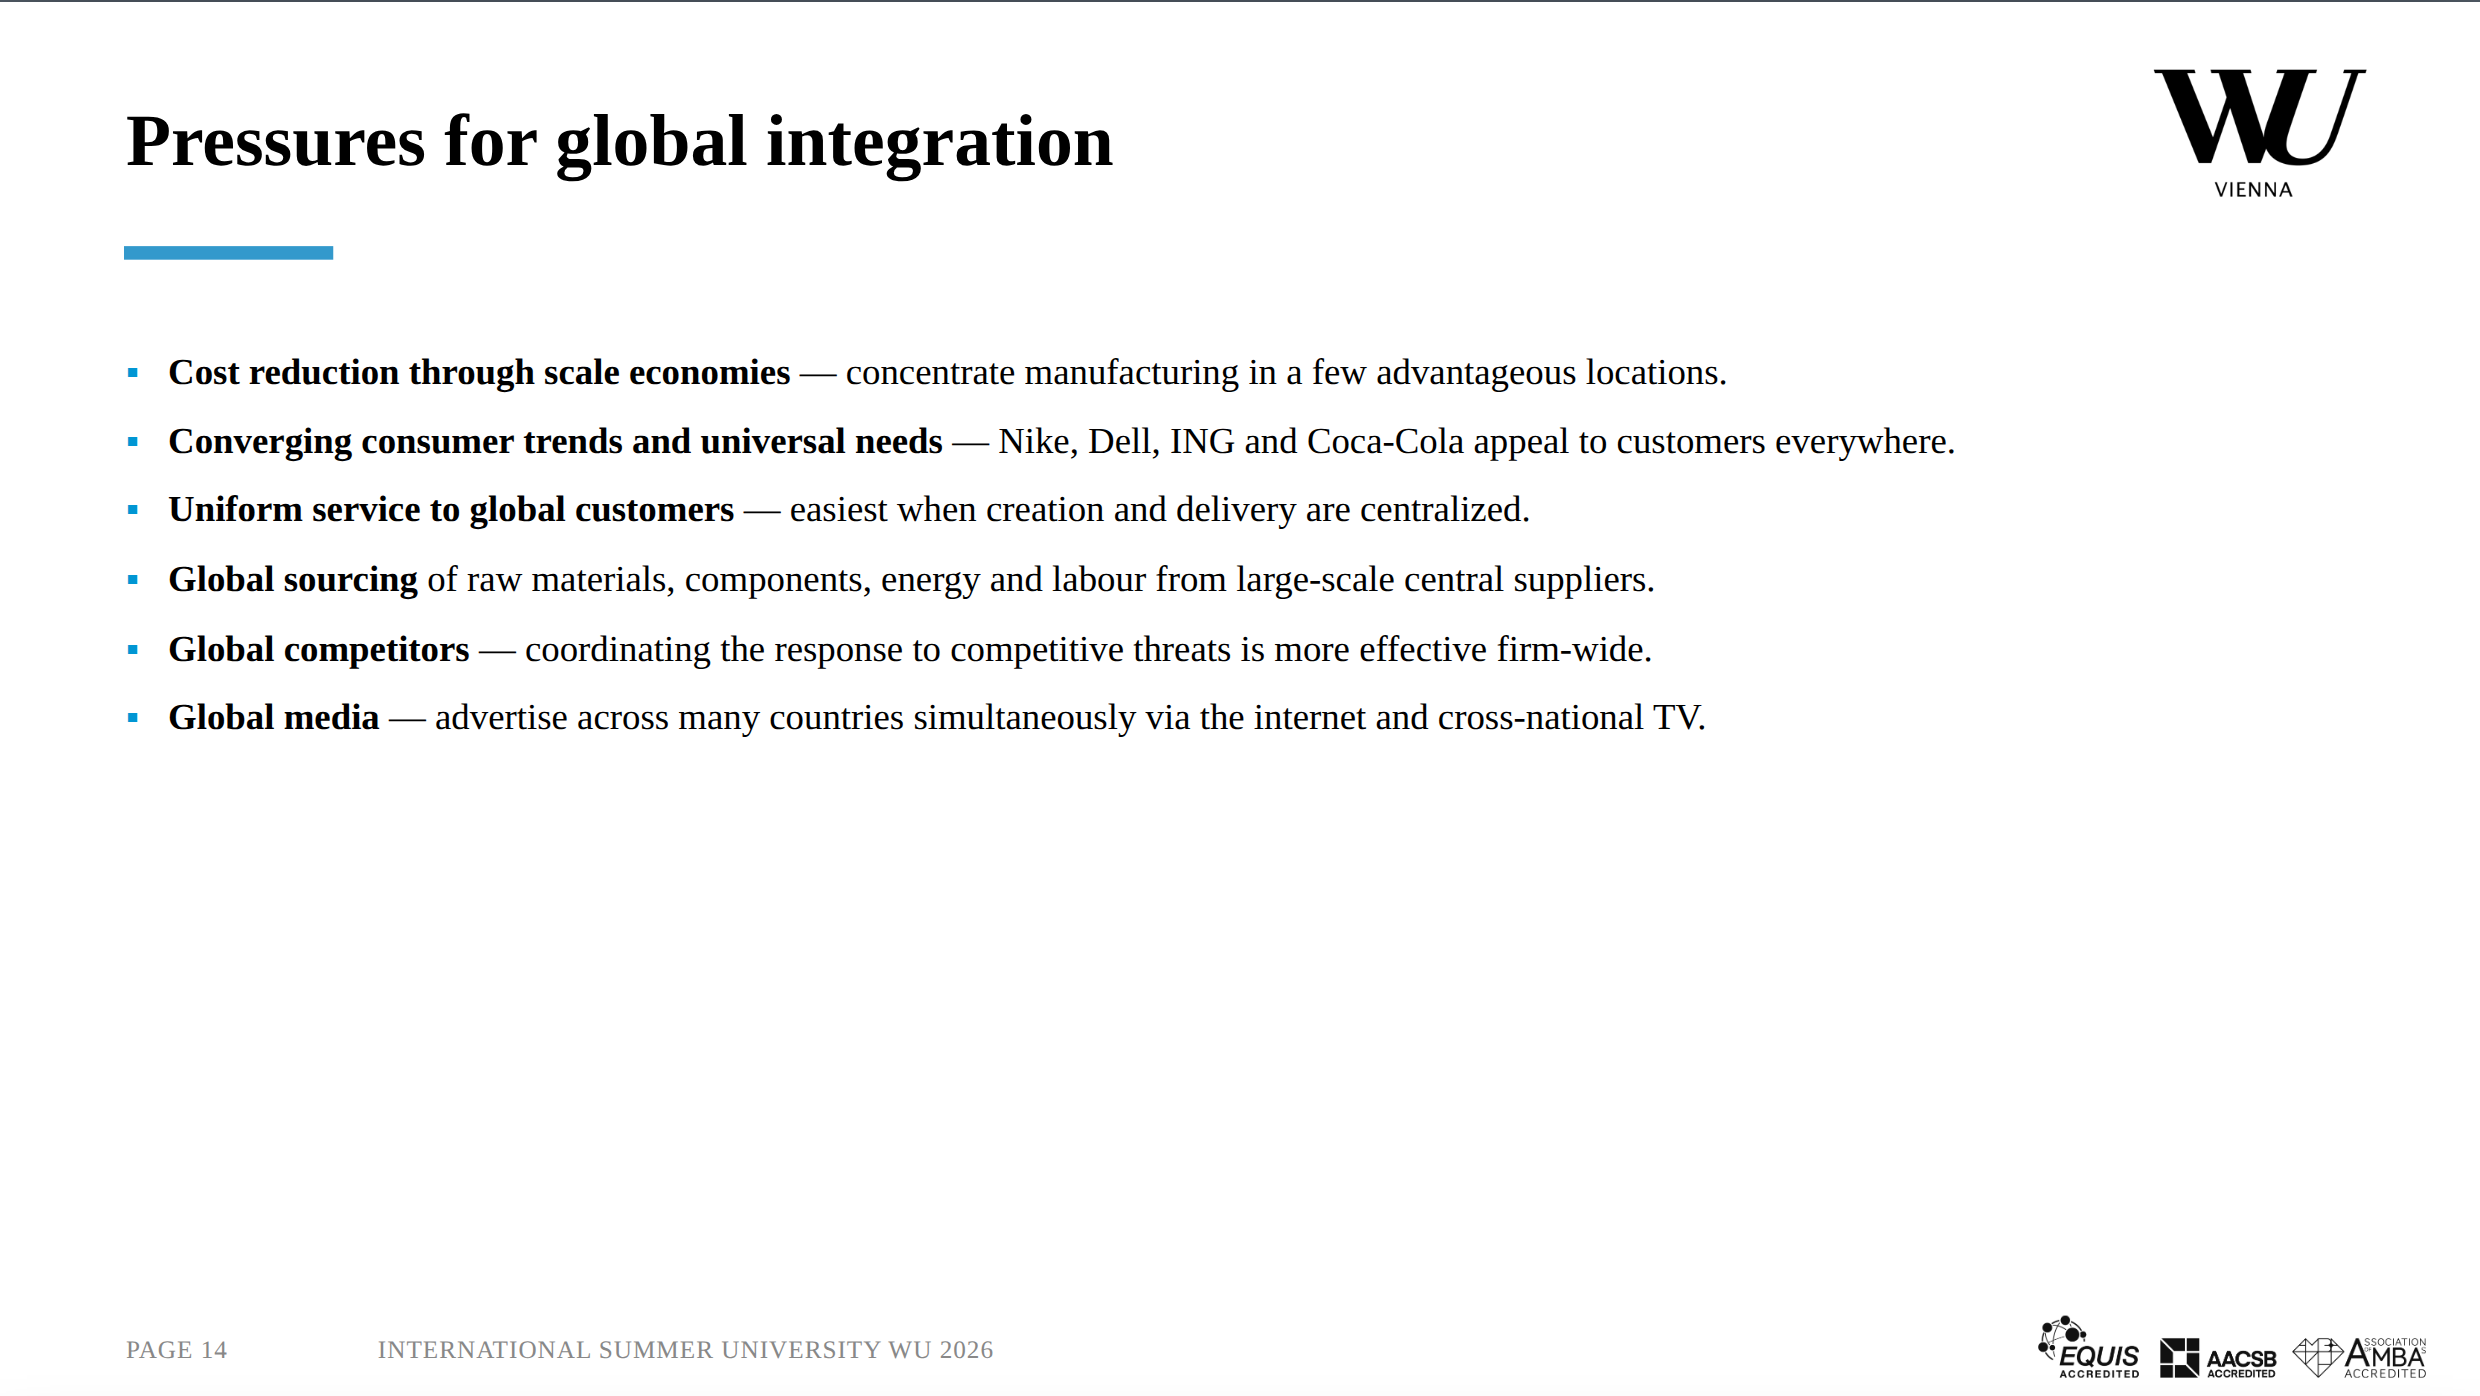 Pressures for global integration
WU
VIENNA
▪ Cost reduction through scale economies — concentrate manufacturing in a few advantageous locations.
▪ Converging consumer trends and universal needs — Nike, Dell, ING and Coca-Cola appeal to customers everywhere.
▪ Uniform service to global customers — easiest when creation and delivery are centralized.
▪ Global sourcing of raw materials, components, energy and labour from large-scale central suppliers.
▪ Global competitors — coordinating the response to competitive threats is more effective firm-wide.
▪ Global media — advertise across many countries simultaneously via the internet and cross-national TV.
PAGE 14 INTERNATIONAL SUMMER UNIVERSITY WU 2026
EQUIS
ACCREDITED
AACSB
ACCREDITED
ASSOCIATION
OF AMBAS
ACCREDITED